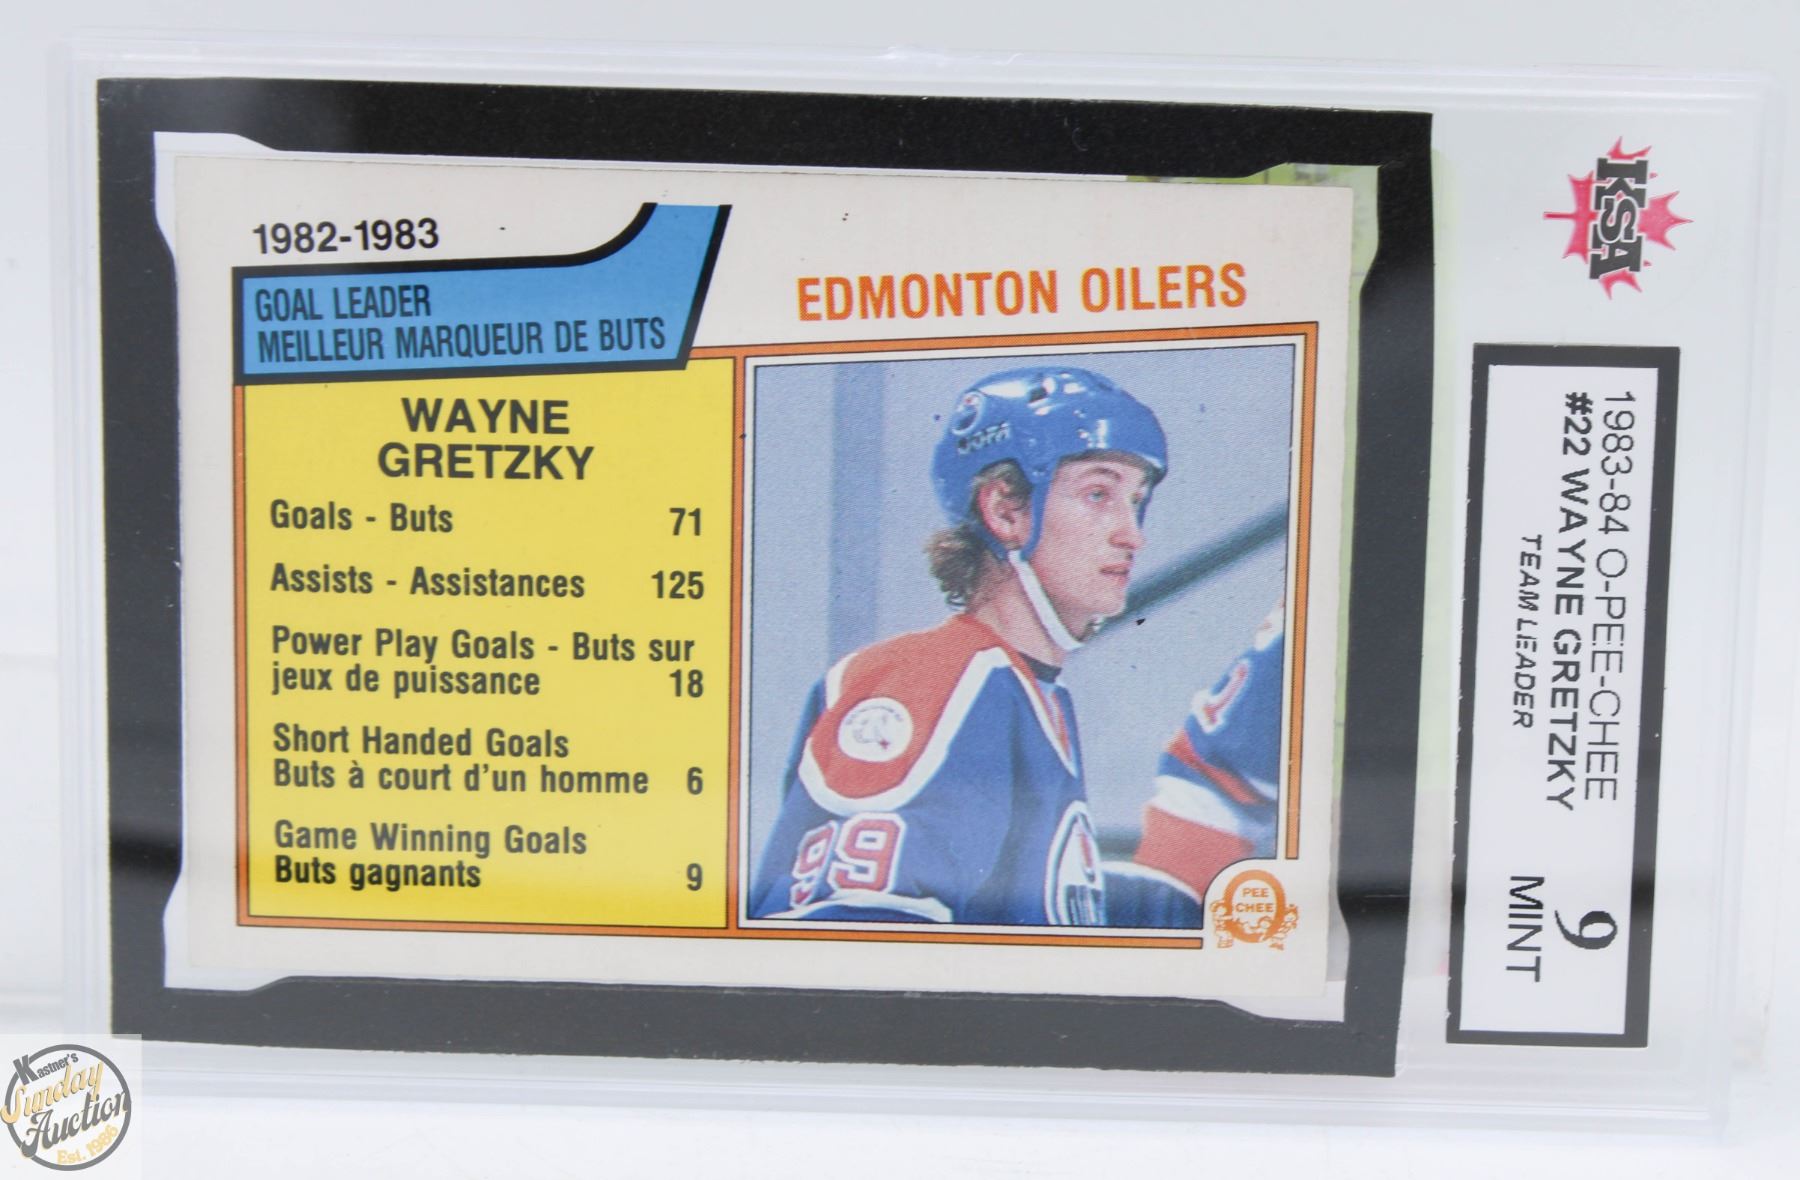 1982-1983
GOAL LEADER
MEILLEUR MARQUEUR DE BUTS
EDMONTON OILERS
WAYNE
GRETZKY
Goals - Buts 71
Assists - Assistances 125
Power Play Goals - Buts sur
jeux de puissance 18
Short Handed Goals
Buts à court d'un homme 6
Game Winning Goals
Buts gagnants 9
99
PEE
CHEE
KSA
1983-84 O-PEE-CHEE
#22 WAYNE GRETZKY
TEAM LEADER
9
MINT
Kastner's
Sunday
Auction
Est. 1986